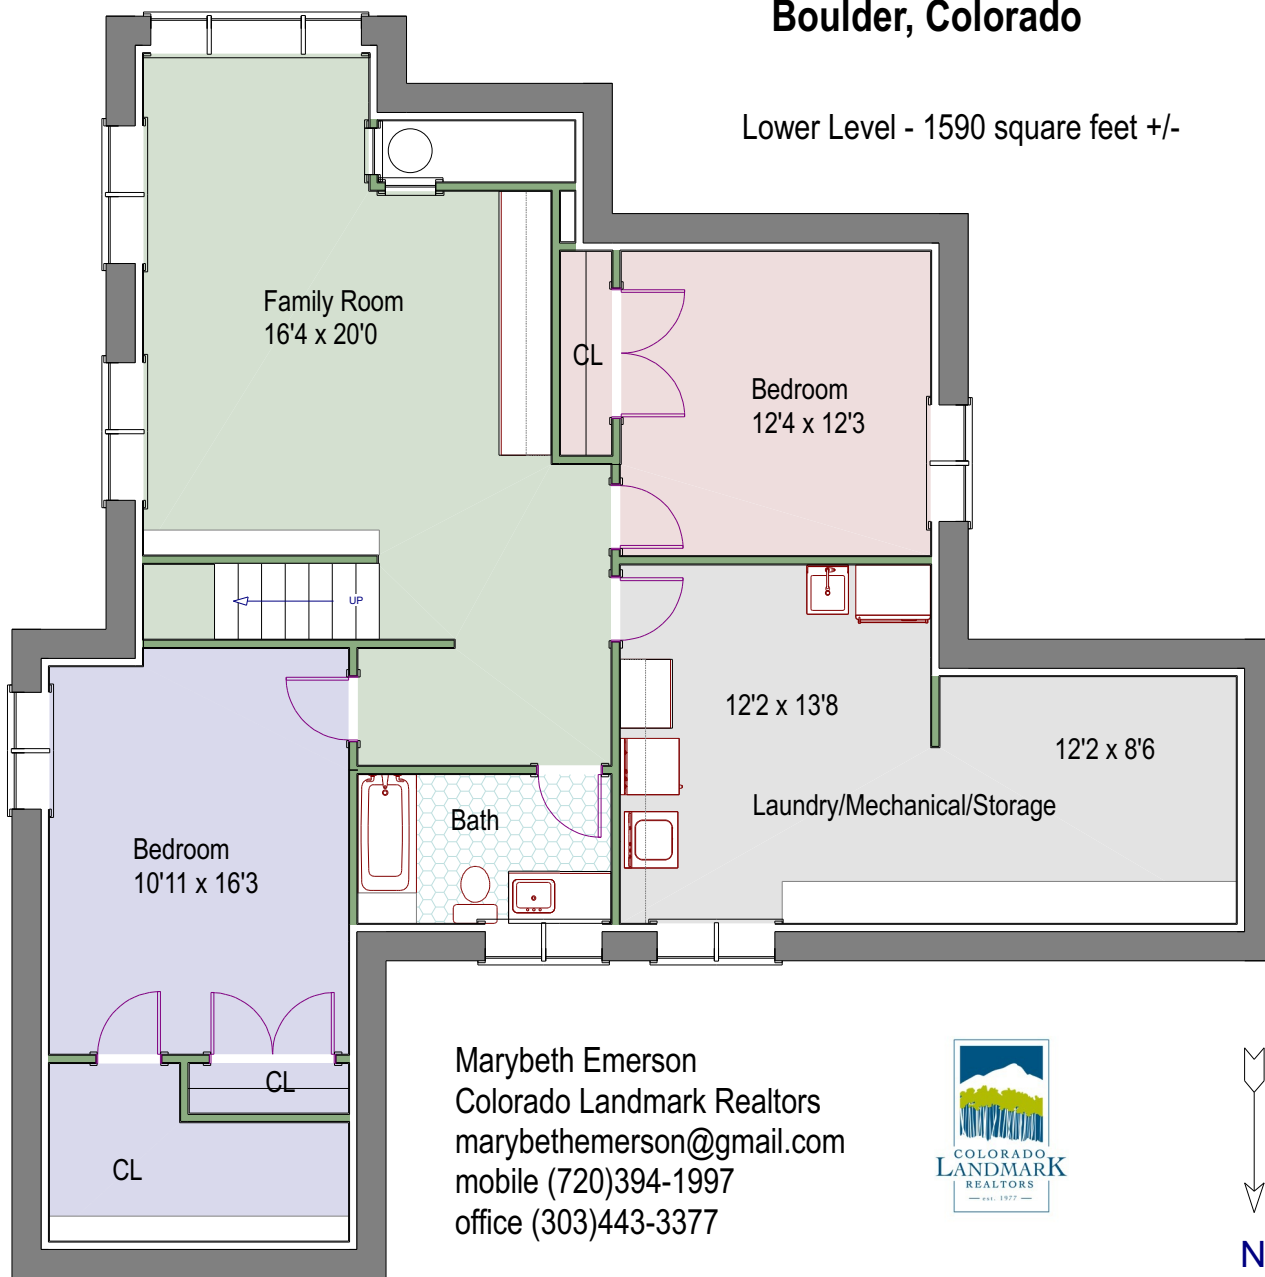 Boulder, Colorado
Lower Level - 1590 square feet +/-
Family Room
16'4 x 20'0
CL
Bedroom
12'4 x 12'3
UP
12'2 x 13'8
12'2 x 8'6
Laundry/Mechanical/Storage
Bath
Bedroom
10'11 x 16'3
CL
CL
Marybeth Emerson
Colorado Landmark Realtors
marybethemerson@gmail.com
mobile (720)394-1997
office (303)443-3377
COLORADO
LANDMARK
REALTORS
est. 1977
N